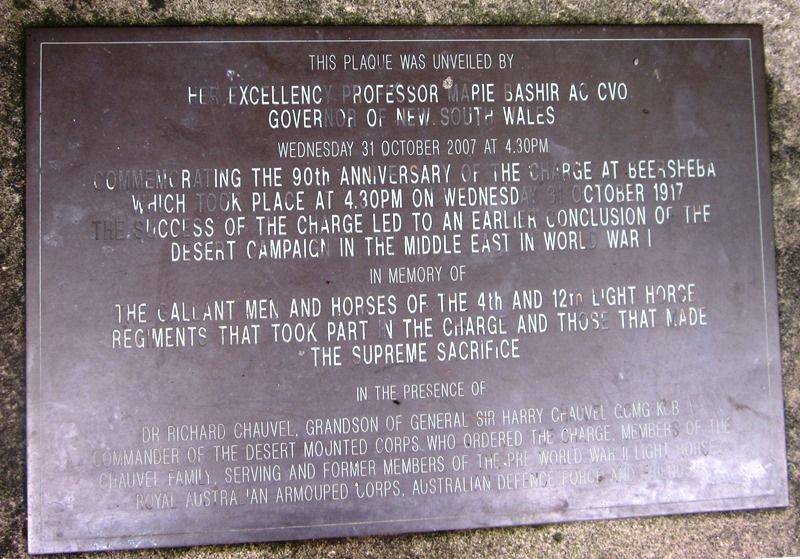 THIS PLAQUE WAS UNVEILED BY
HER EXCELLENCY PROFESSOR MARIE BASHIR AC CVO
GOVERNOR OF NEW SOUTH WALES
WEDNESDAY 31 OCTOBER 2007 AT 4.30PM
COMMEMORATING THE 90th ANNIVERSARY OF THE CHARGE AT BEERSHEBA
WHICH TOOK PLACE AT 4.30PM ON WEDNESDAY 31 OCTOBER 1917
THE SUCCESS OF THE CHARGE LED TO AN EARLIER CONCLUSION OF THE
DESERT CAMPAIGN IN THE MIDDLE EAST IN WORLD WAR I
IN MEMORY OF
THE GALLANT MEN AND HORSES OF THE 4th AND 12th LIGHT HORSE
REGIMENTS THAT TOOK PART IN THE CHARGE AND THOSE THAT MADE
THE SUPREME SACRIFICE
IN THE PRESENCE OF
DR RICHARD CHAUVEL, GRANDSON OF GENERAL SIR HARRY CHAUVEL GCMG KCB
COMMANDER OF THE DESERT MOUNTED CORPS, WHO ORDERED THE CHARGE, MEMBERS OF THE
CHAUVEL FAMILY, SERVING AND FORMER MEMBERS OF THE PRE WORLD WAR II LIGHT HORSE
ROYAL AUSTRALIAN ARMOURED CORPS, AUSTRALIAN DEFENCE FORCE AND